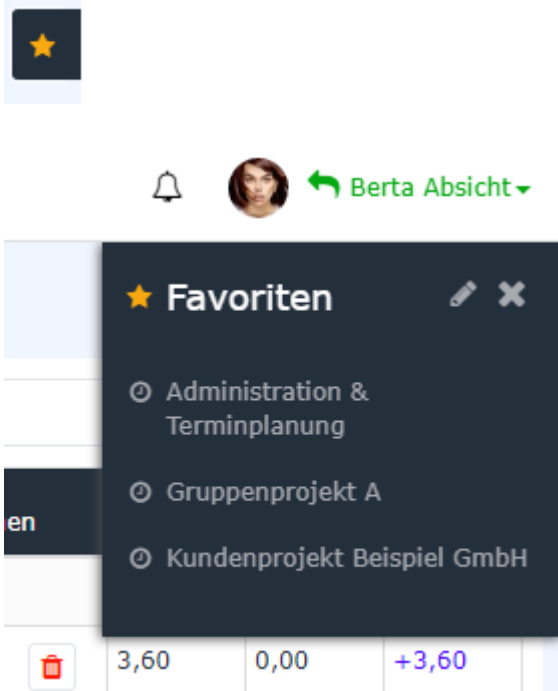 Berta Absicht
Favoriten
Administration &
Terminplanung
Gruppenprojekt A
en
Kundenprojekt Beispiel GmbH
3,60 0,00 +3,60